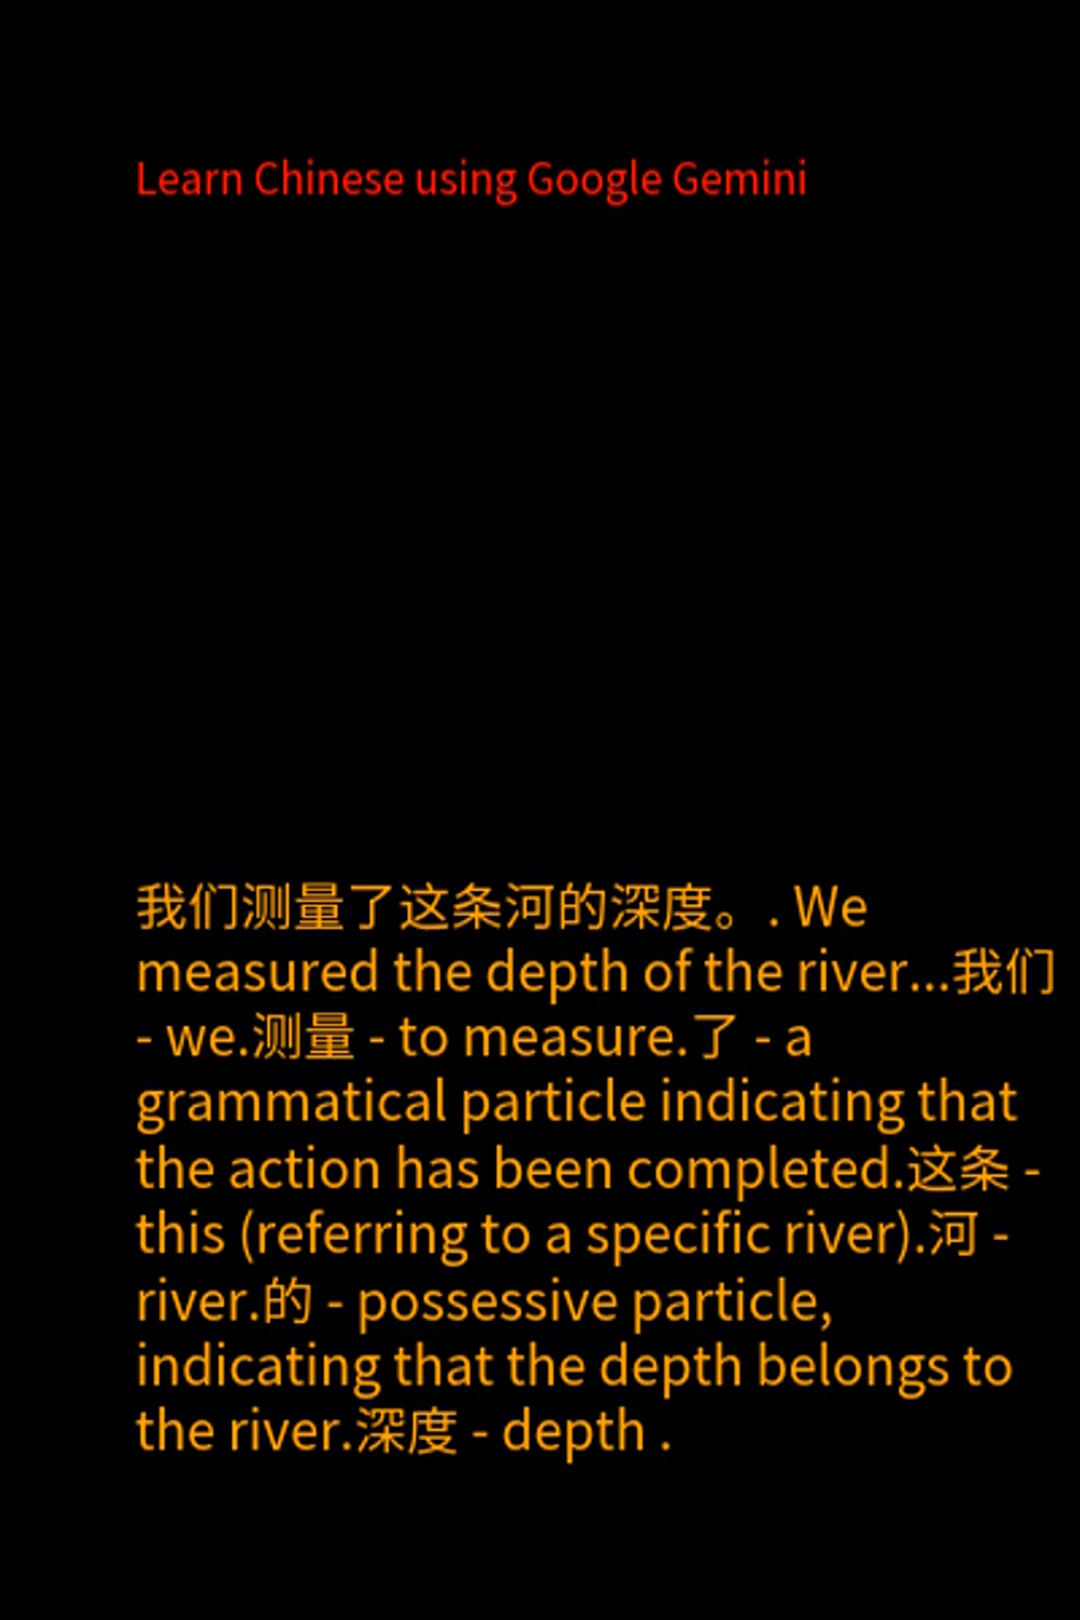 Learn Chinese using Google Gemini
我们测量了这条河的深度。. We
measured the depth of the river...我们
- we.测量 - to measure.了 - a
grammatical particle indicating that
the action has been completed.这条 -
this (referring to a specific river).河 -
river.的 - possessive particle,
indicating that the depth belongs to
the river.深度 - depth .